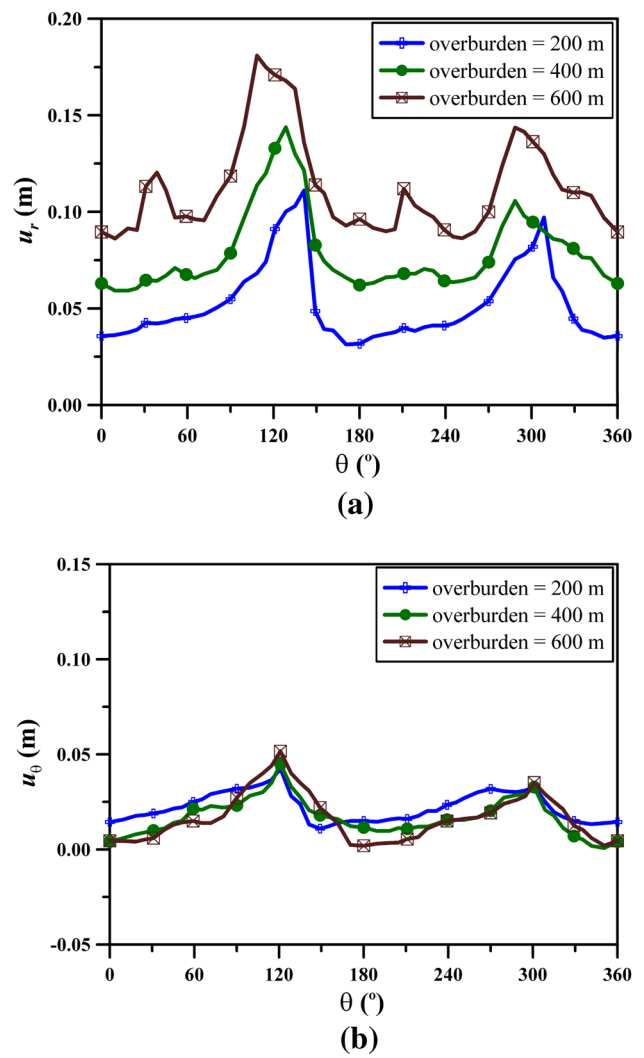 0.20
overburden = 200 m
overburden = 400 m
0.15
overburden = 600 m
u_r (m)
0.10
0.05
0.00
0 60 120 180 240 300 360
θ (º)
(a)
0.15
overburden = 200 m
overburden = 400 m
0.10
overburden = 600 m
u_θ (m)
0.05
0.00
-0.05
0 60 120 180 240 300 360
θ (º)
(b)